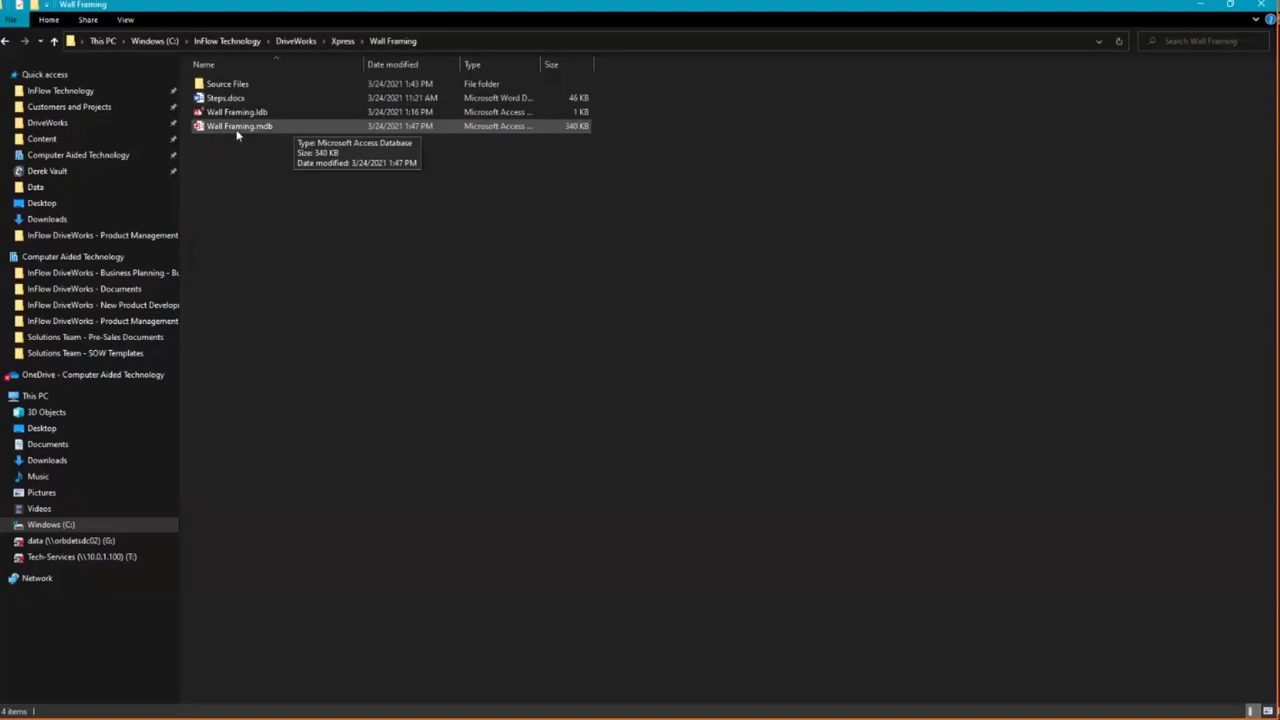 Wall Framing
File Home Share View
This PC › Windows (C:) › InFlow Technology › DriveWorks › Xpress › Wall Framing
Search Wall Framing
Name Date modified Type Size
Source Files 3/24/2021 1:43 PM File folder
Steps.docx 3/24/2021 11:21 AM Microsoft Word D... 46 KB
Wall Framing.ldb 3/24/2021 1:16 PM Microsoft Access ... 1 KB
Wall Framing.mdb 3/24/2021 1:47 PM Microsoft Access ... 340 KB
Type: Microsoft Access Database
Size: 340 KB
Date modified: 3/24/2021 1:47 PM
Quick access
InFlow Technology
Customers and Projects
DriveWorks
Content
Computer Aided Technology
Derek Vault
Data
Desktop
Downloads
InFlow DriveWorks - Product Management
Computer Aided Technology
InFlow DriveWorks - Business Planning - Bu
InFlow DriveWorks - Documents
InFlow DriveWorks - New Product Develop
InFlow DriveWorks - Product Management
Solutions Team - Pre-Sales Documents
Solutions Team - SOW Templates
OneDrive - Computer Aided Technology
This PC
3D Objects
Desktop
Documents
Downloads
Music
Pictures
Videos
Windows (C:)
data (\\orbdetsdc02) (G:)
Tech-Services (\\10.0.1.100) (T:)
Network
4 items